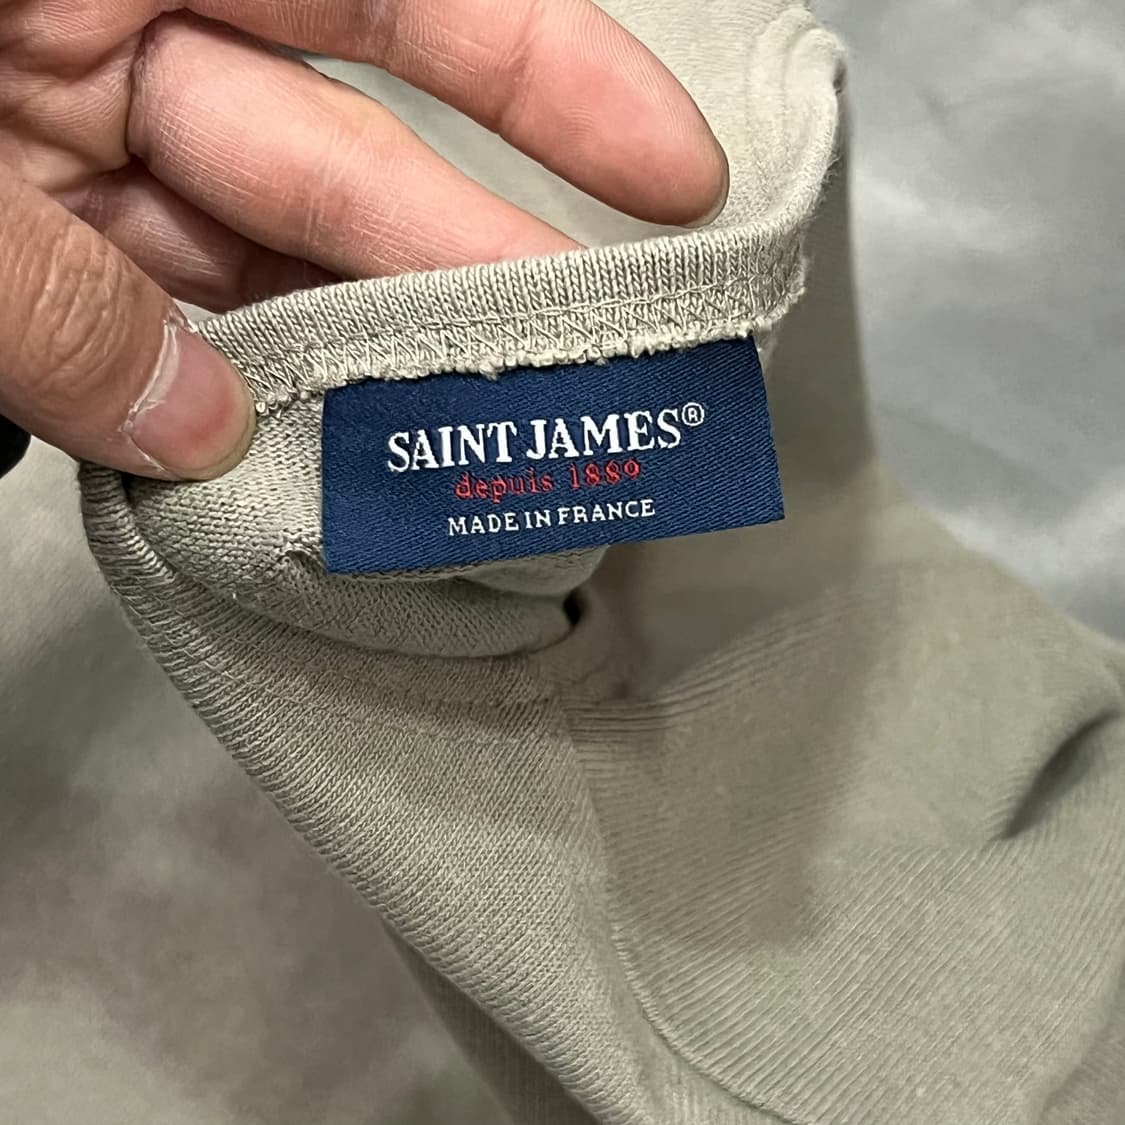 SAINT JAMES®
depuis 1889
MADE IN FRANCE